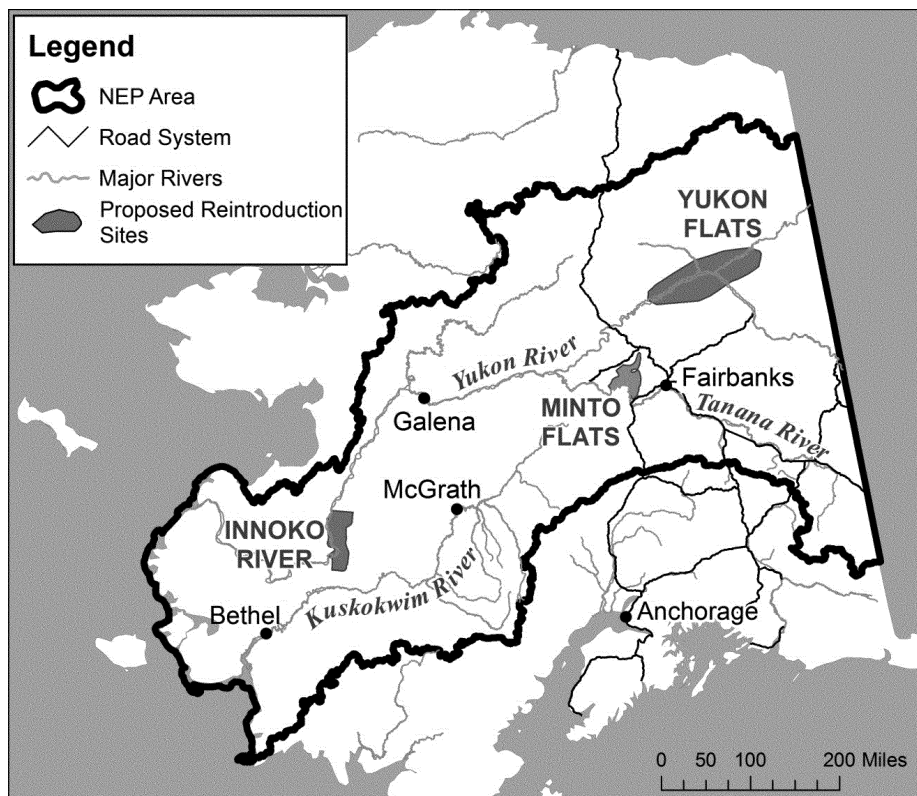 Legend
NEP Area
Road System
Major Rivers
Proposed Reintroduction
Sites
YUKON
FLATS
Yukon River
Fairbanks
Galena
MINTO
FLATS
Tanana River
McGrath
INNOKO
RIVER
Kuskokwim River
Bethel
Anchorage
0 50 100 200 Miles